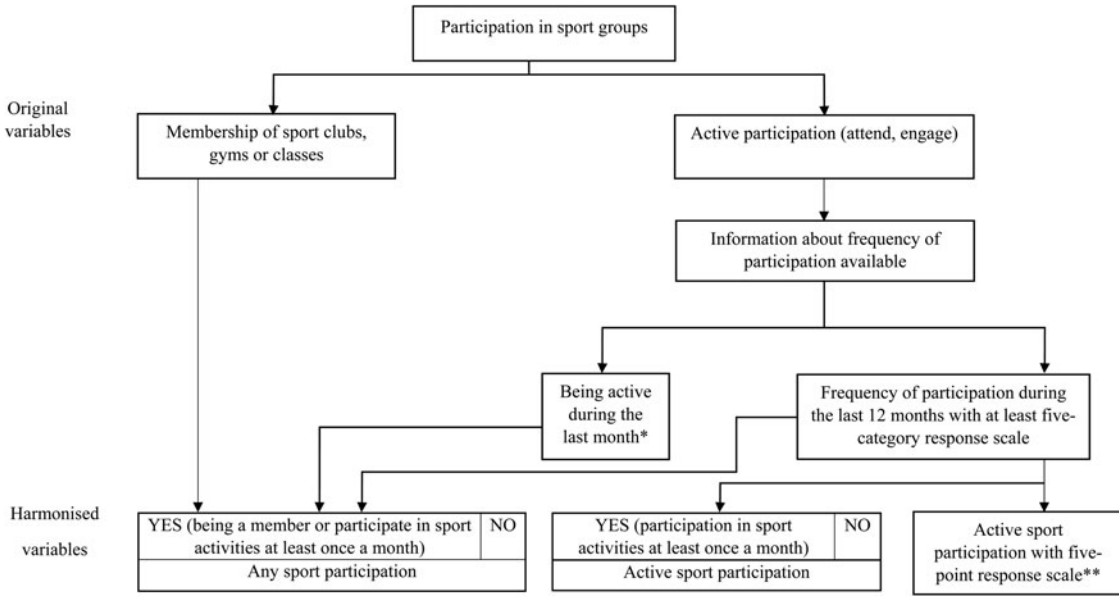 Participation in sport groups
Original
variables
Membership of sport clubs,
gyms or classes
Active participation (attend, engage)
Information about frequency of
participation available
Being active
during the
last month*
Frequency of participation during
the last 12 months with at least five-
category response scale
Harmonised
variables
YES (being a member or participate in sport
activities at least once a month)
NO
Any sport participation
YES (participation in sport
activities at least once a month)
NO
Active sport participation
Active sport
participation with five-
point response scale**